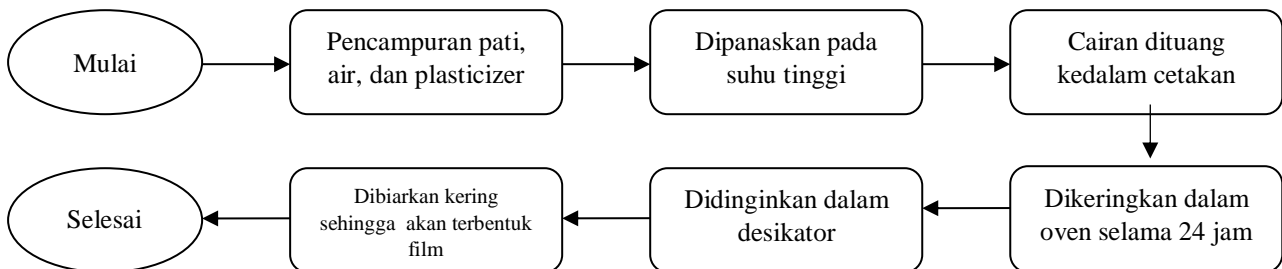 Mulai
Pencampuran pati,
air, dan plasticizer
Dipanaskan pada
suhu tinggi
Cairan dituang
kedalam cetakan
Dikeringkan dalam
oven selama 24 jam
Didinginkan dalam
desikator
Dibiarkan kering
sehingga akan terbentuk
film
Selesai